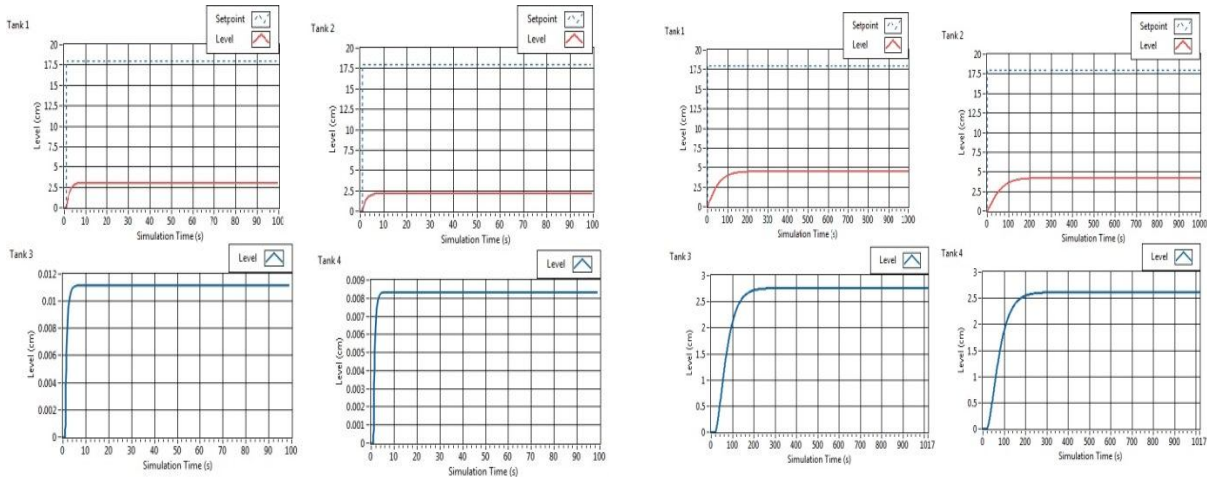 Tank 1
Setpoint
Level
Level (cm)
20
17.5
15
12.5
10
7.5
5
2.5
0
0 10 20 30 40 50 60 70 80 90 100
Simulation Time (s)
Tank 2
Setpoint
Level
Level (cm)
20
17.5
15
12.5
10
7.5
5
2.5
0
0 10 20 30 40 50 60 70 80 90 100
Simulation Time (s)
Tank 1
Setpoint
Level
Level (cm)
20
17.5
15
12.5
10
7.5
5
2.5
0
0 100 200 300 400 500 600 700 800 900 1000
Simulation Time (s)
Tank 2
Setpoint
Level
Level (cm)
20
17.5
15
12.5
10
7.5
5
2.5
0
0 100 200 300 400 500 600 700 800 900 1000
Simulation Time (s)
Tank 3
Level
Level (cm)
0.012
0.01
0.008
0.006
0.004
0.002
0
0 10 20 30 40 50 60 70 80 90 100
Simulation Time (s)
Tank 4
Level
Level (cm)
0.009
0.008
0.007
0.006
0.005
0.004
0.003
0.002
0.001
0
0 10 20 30 40 50 60 70 80 90 100
Simulation Time (s)
Tank 3
Level
Level (cm)
3
2.5
2
1.5
1
0.5
0
0 100 200 300 400 500 600 700 800 900 1017
Simulation Time (s)
Tank 4
Level
Level (cm)
3
2.5
2
1.5
1
0.5
0
0 100 200 300 400 500 600 700 800 900 1017
Simulation Time (s)